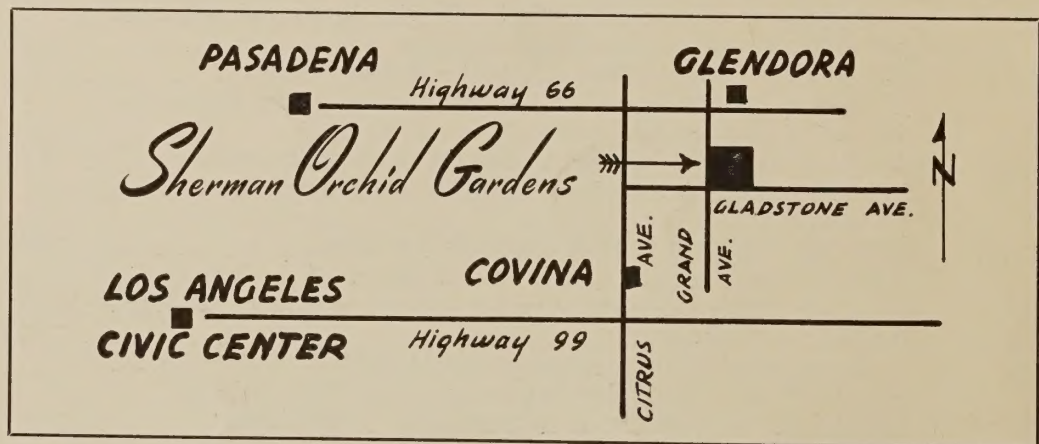 PASADENA
GLENDORA
Highway 66
Sherman Orchid Gardens
N
GLADSTONE AVE.
GRAND AVE.
COVINA
LOS ANGELES
CIVIC CENTER
Highway 99
CITRUS AVE.